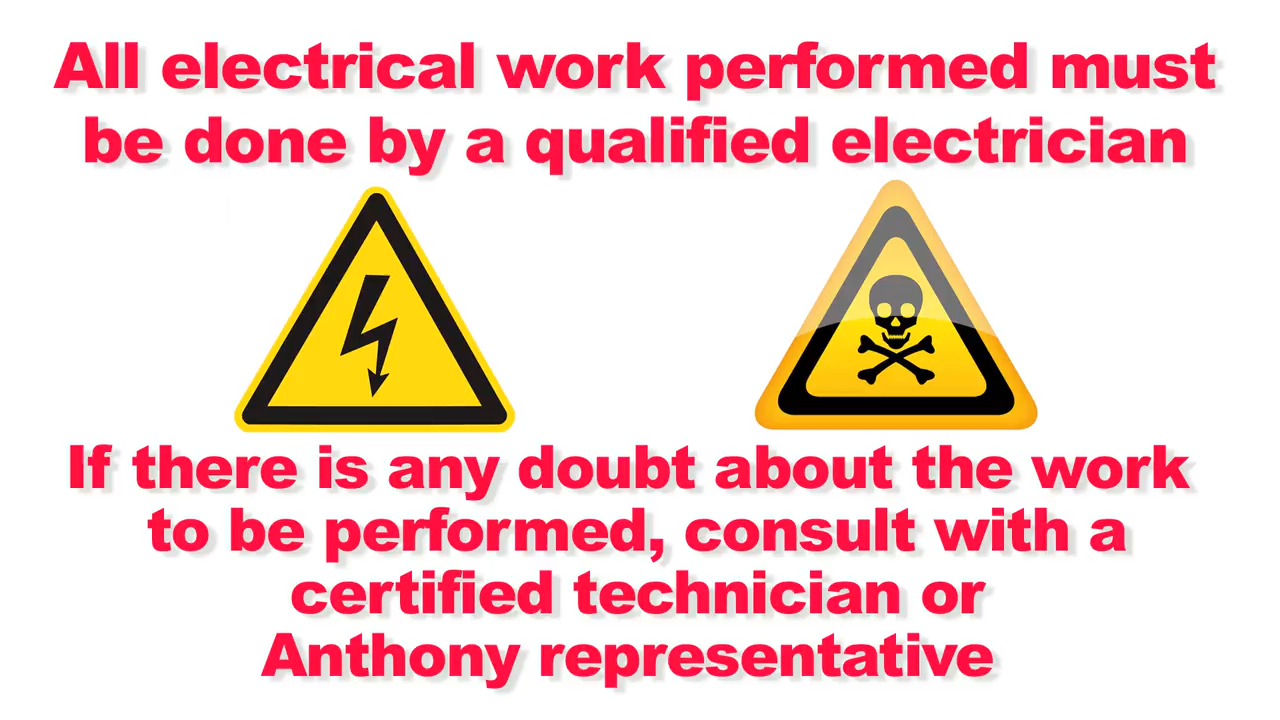 All electrical work performed must
be done by a qualified electrician
If there is any doubt about the work
to be performed, consult with a
certified technician or
Anthony representative